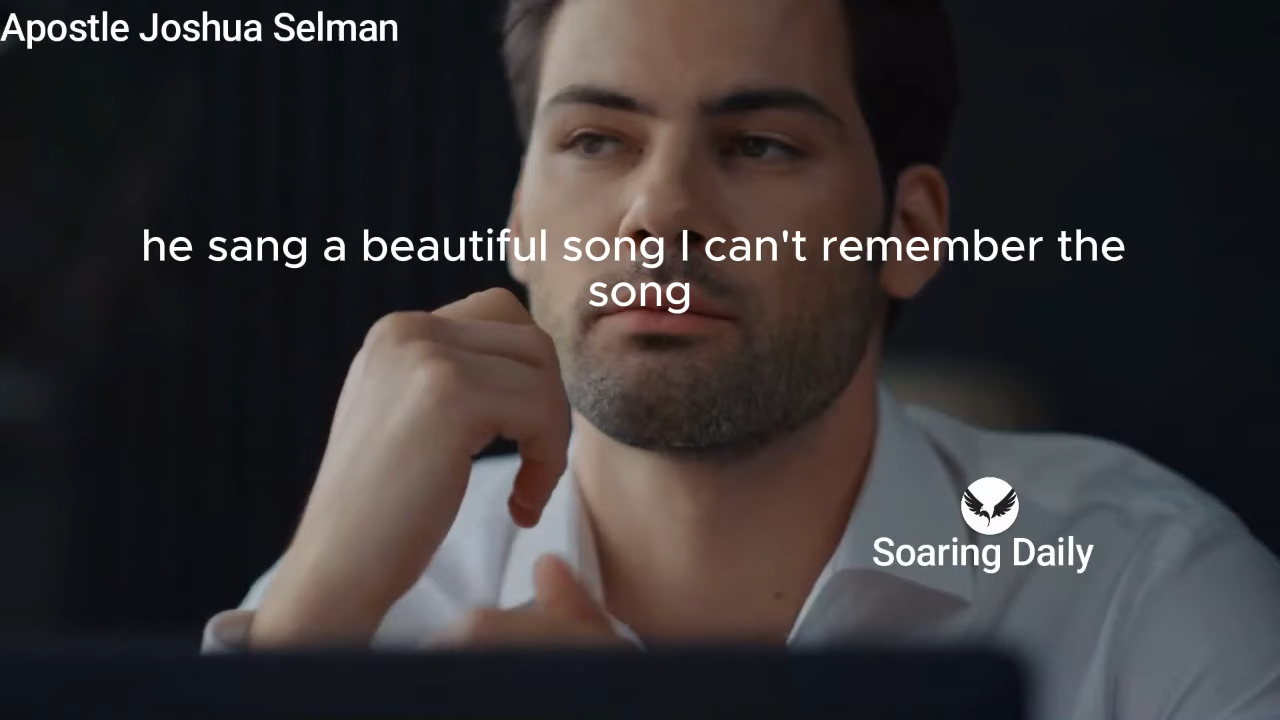 Apostle Joshua Selman
he sang a beautiful song I can't remember the
song
Soaring Daily